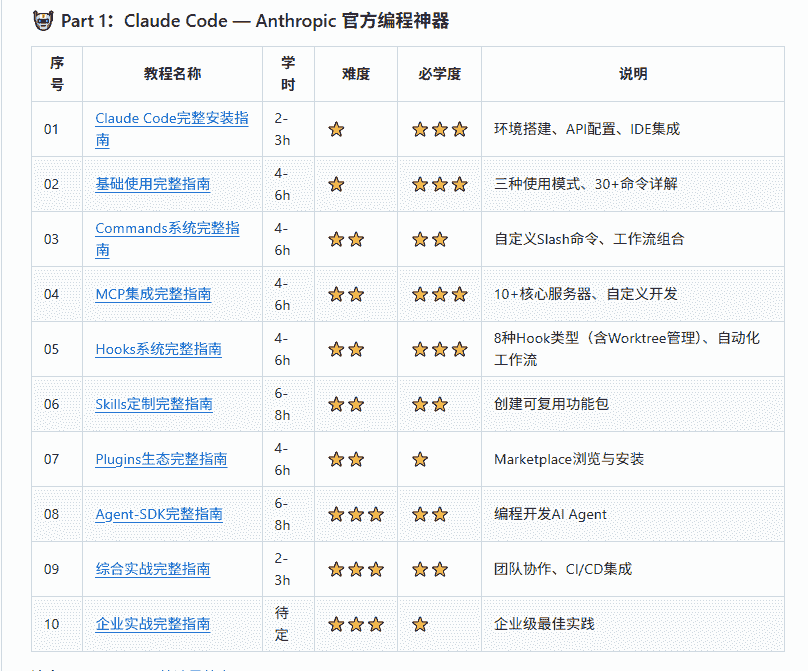 Part 1：Claude Code — Anthropic 官方编程神器
序号 教程名称 学时 难度 必学度 说明
01 Claude Code完整安装指南 2-3h ⭐ ⭐⭐⭐ 环境搭建、API配置、IDE集成
02 基础使用完整指南 4-6h ⭐ ⭐⭐⭐ 三种使用模式、30+命令详解
03 Commands系统完整指南 4-6h ⭐⭐ ⭐⭐ 自定义Slash命令、工作流组合
04 MCP集成完整指南 4-6h ⭐⭐ ⭐⭐⭐ 10+核心服务器、自定义开发
05 Hooks系统完整指南 4-6h ⭐⭐ ⭐⭐⭐ 8种Hook类型（含Worktree管理）、自动化工作流
06 Skills定制完整指南 6-8h ⭐⭐ ⭐⭐ 创建可复用功能包
07 Plugins生态完整指南 4-6h ⭐⭐ ⭐ Marketplace浏览与安装
08 Agent-SDK完整指南 6-8h ⭐⭐⭐ ⭐⭐ 编程开发AI Agent
09 综合实战完整指南 2-3h ⭐⭐⭐ ⭐⭐ 团队协作、CI/CD集成
10 企业实战完整指南 待定 ⭐⭐⭐ ⭐ 企业级最佳实践